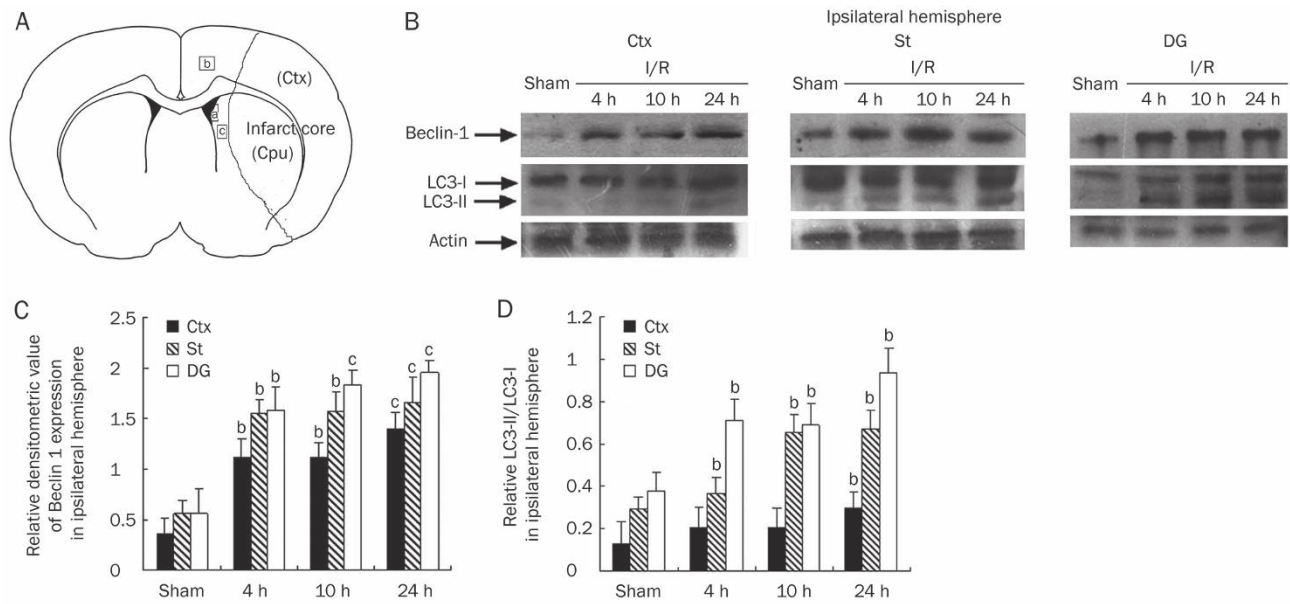 A
b
(Ctx)
a
c
Infarct core
(Cpu)
B
Ipsilateral hemisphere
Ctx
St
DG
Sham
I/R
4 h 10 h 24 h
Sham
I/R
4 h 10 h 24 h
Sham
I/R
4 h 10 h 24 h
Beclin-1
LC3-I
LC3-II
Actin
C
Relative densitometric value
of Beclin 1 expression
in ipsilateral hemisphere
2.5
2
1.5
1
0.5
0
Ctx
St
DG
b b b
b b c
c c c
Sham 4 h 10 h 24 h
D
Relative LC3-II/LC3-I
in ipsilateral hemisphere
1.2
1
0.8
0.6
0.4
0.2
0
Ctx
St
DG
b b
b b
b b b
Sham 4 h 10 h 24 h